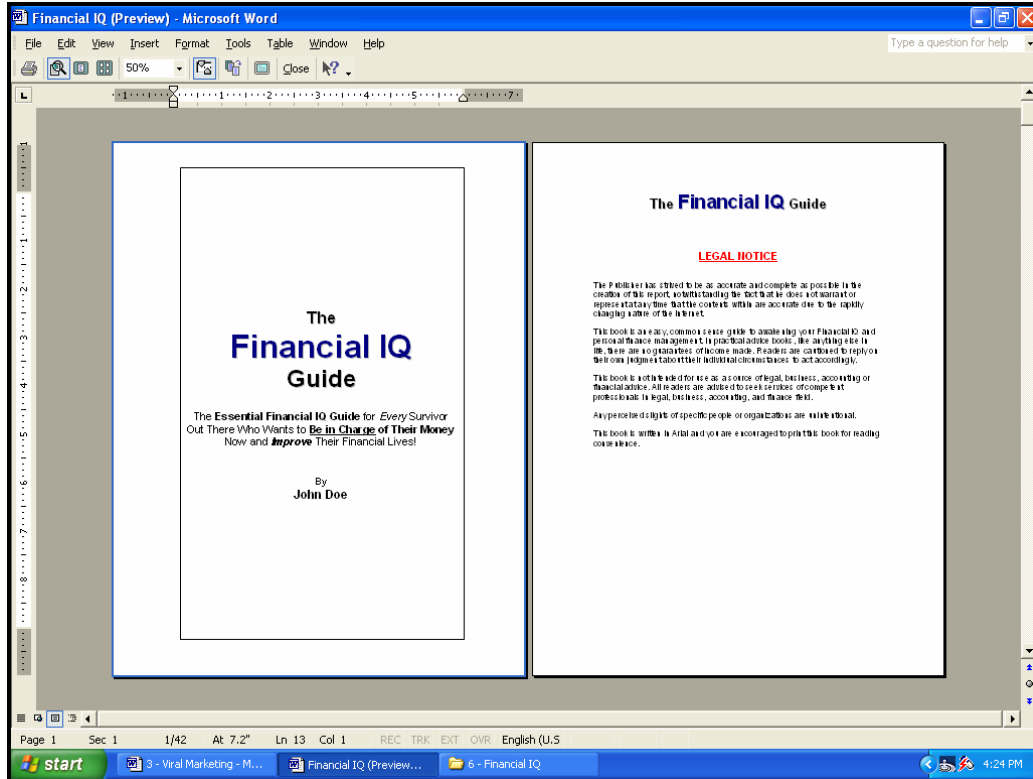 Financial IQ (Preview) - Microsoft Word
File Edit View Insert Format Tools Table Window Help
Type a question for help
50%
Close
The
Financial IQ
Guide
The Essential Financial IQ Guide for Every Survivor
Out There Who Wants to Be in Charge of Their Money
Now and Improve Their Financial Lives!
By
John Doe
The Financial IQ Guide
LEGAL NOTICE
The Publisher has strived to be as accurate and complete as possible in the
creation of this report, notwithstanding the fact that he does not warrant or
represent at any time that the contents within are accurate due to the rapidly
changing nature of the Internet.
This book is an easy, common sense guide to awakening your Financial IQ and
personal finance management. In practical advice books, like anything else in
life, there are no guarantees of income made. Readers are cautioned to reply on
their own judgment about their individual circumstances to act accordingly.
This book is not intended for use as a source of legal, business, accounting or
financial advice. All readers are advised to seek services of competent
professionals in legal, business, accounting, and finance field.
Any perceived slights of specific people or organizations are unintentional.
This book is written in Arial and you are encouraged to print this book for reading
convenience.
Page 1 Sec 1 1/42 At 7.2" Ln 13 Col 1 REC TRK EXT OVR English (U.S
start 3 - Viral Marketing - M... Financial IQ (Preview... 6 - Financial IQ 4:24 PM